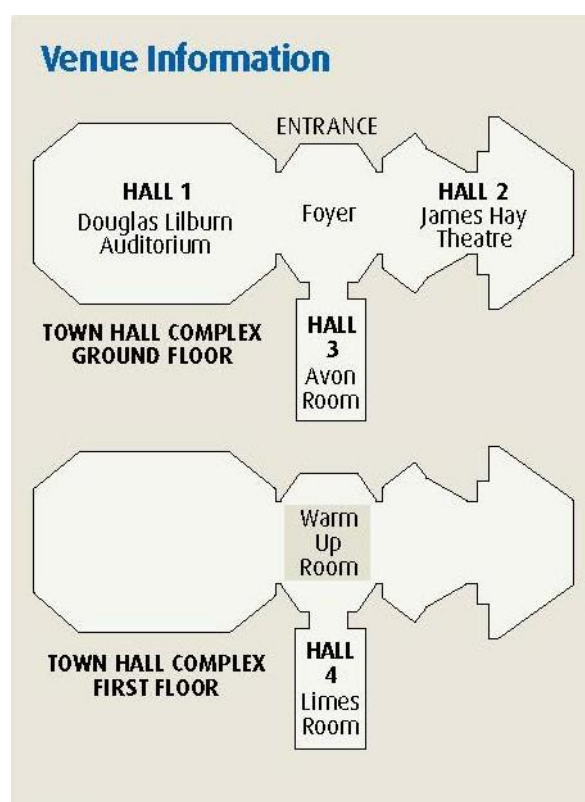 Venue Information
ENTRANCE
HALL 1
Douglas Lilburn
Auditorium
Foyer
HALL 2
James Hay
Theatre
TOWN HALL COMPLEX
GROUND FLOOR
HALL
3
Avon
Room
Warm
Up
Room
TOWN HALL COMPLEX
FIRST FLOOR
HALL
4
Limes
Room